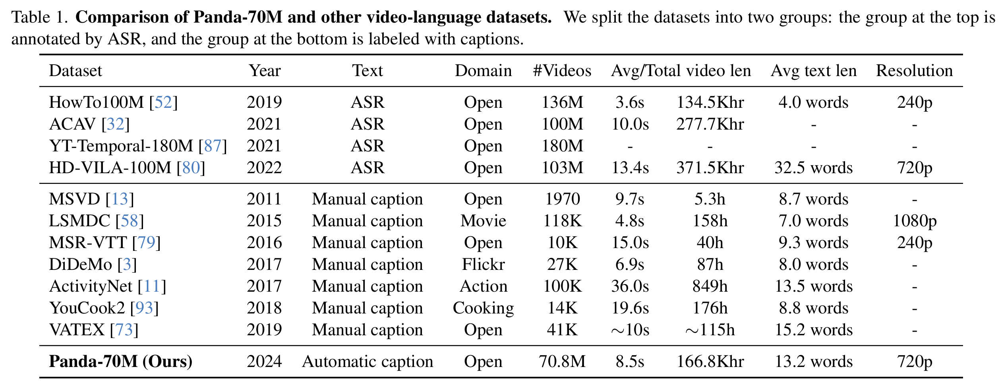 Table 1. Comparison of Panda-70M and other video-language datasets. We split the datasets into two groups: the group at the top is
annotated by ASR, and the group at the bottom is labeled with captions.
Dataset Year Text Domain #Videos Avg/Total video len Avg text len Resolution
HowTo100M [52] 2019 ASR Open 136M 3.6s 134.5Khr 4.0 words 240p
ACAV [32] 2021 ASR Open 100M 10.0s 277.7Khr - -
YT-Temporal-180M [87] 2021 ASR Open 180M - - - -
HD-VILA-100M [80] 2022 ASR Open 103M 13.4s 371.5Khr 32.5 words 720p
MSVD [13] 2011 Manual caption Open 1970 9.7s 5.3h 8.7 words -
LSMDC [58] 2015 Manual caption Movie 118K 4.8s 158h 7.0 words 1080p
MSR-VTT [79] 2016 Manual caption Open 10K 15.0s 40h 9.3 words 240p
DiDeMo [3] 2017 Manual caption Flickr 27K 6.9s 87h 8.0 words -
ActivityNet [11] 2017 Manual caption Action 100K 36.0s 849h 13.5 words -
YouCook2 [93] 2018 Manual caption Cooking 14K 19.6s 176h 8.8 words -
VATEX [73] 2019 Manual caption Open 41K ~10s ~115h 15.2 words -
Panda-70M (Ours) 2024 Automatic caption Open 70.8M 8.5s 166.8Khr 13.2 words 720p